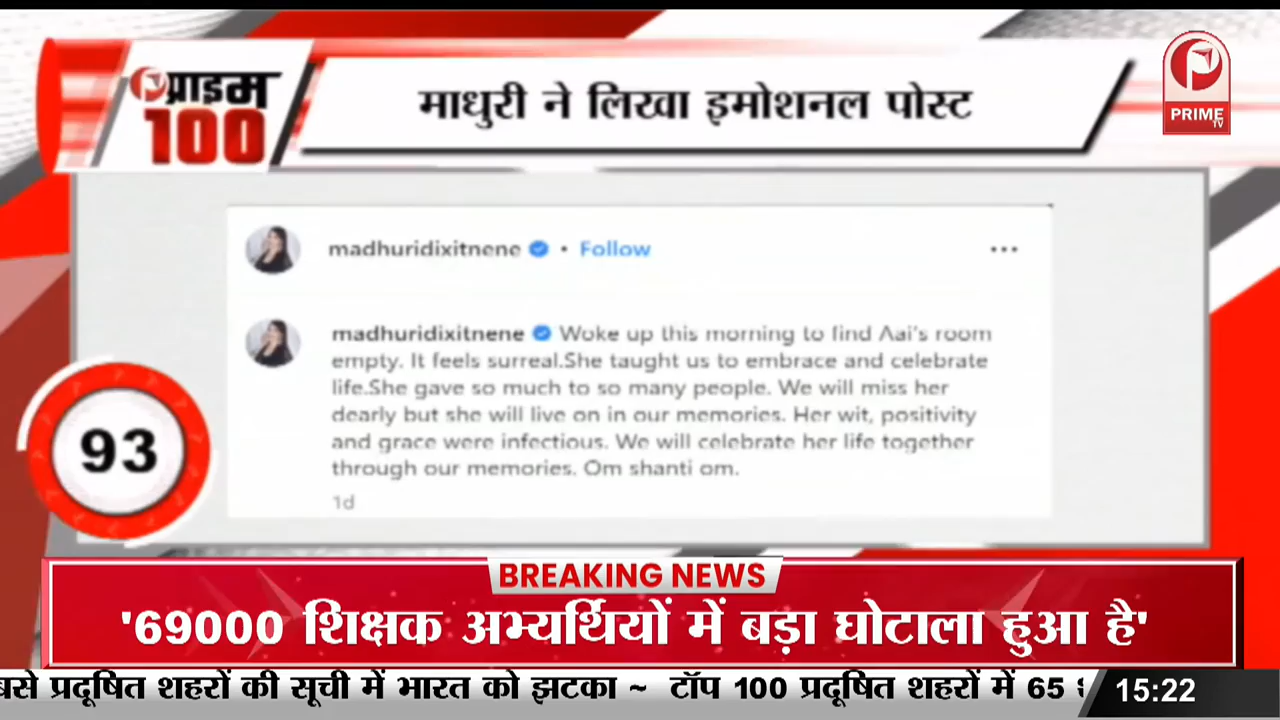 प्राइम
100
माधुरी ने लिखा इमोशनल पोस्ट
PRIME
TV
madhuridixitnene • Follow
madhuridixitnene Woke up this morning to find Aai's room
empty. It feels surreal.She taught us to embrace and celebrate
life.She gave so much to so many people. We will miss her
dearly but she will live on in our memories. Her wit, positivity
and grace were infectious. We will celebrate her life together
through our memories. Om shanti om.
1d
93
BREAKING NEWS
'69000 शिक्षक अभ्यर्थियों में बड़ा घोटाला हुआ है'
प्रदूषित शहरों की सूची में भारत को झटका ~ टॉप 100 प्रदूषित शहरों में 65
15:22